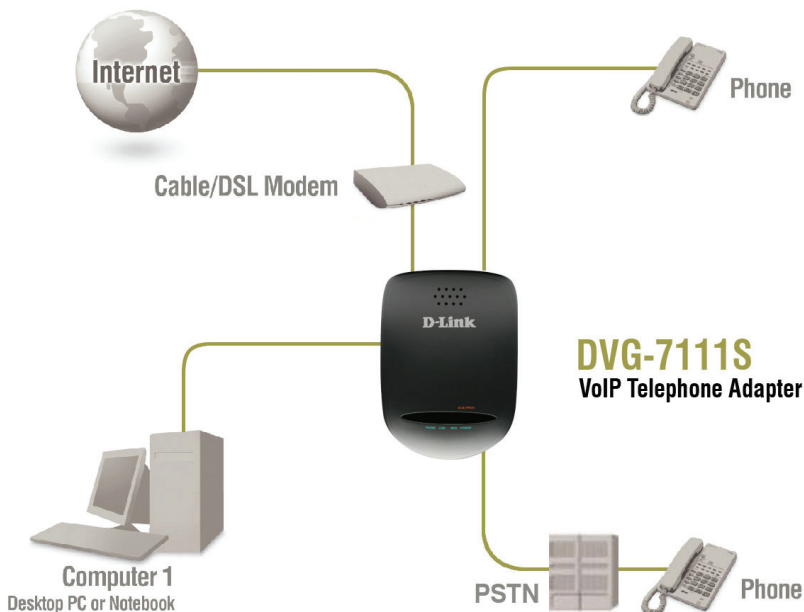 Internet
Phone
Cable/DSL Modem
D-Link
DVG-7111S
VoIP Telephone Adapter
Computer 1
Desktop PC or Notebook
PSTN
Phone